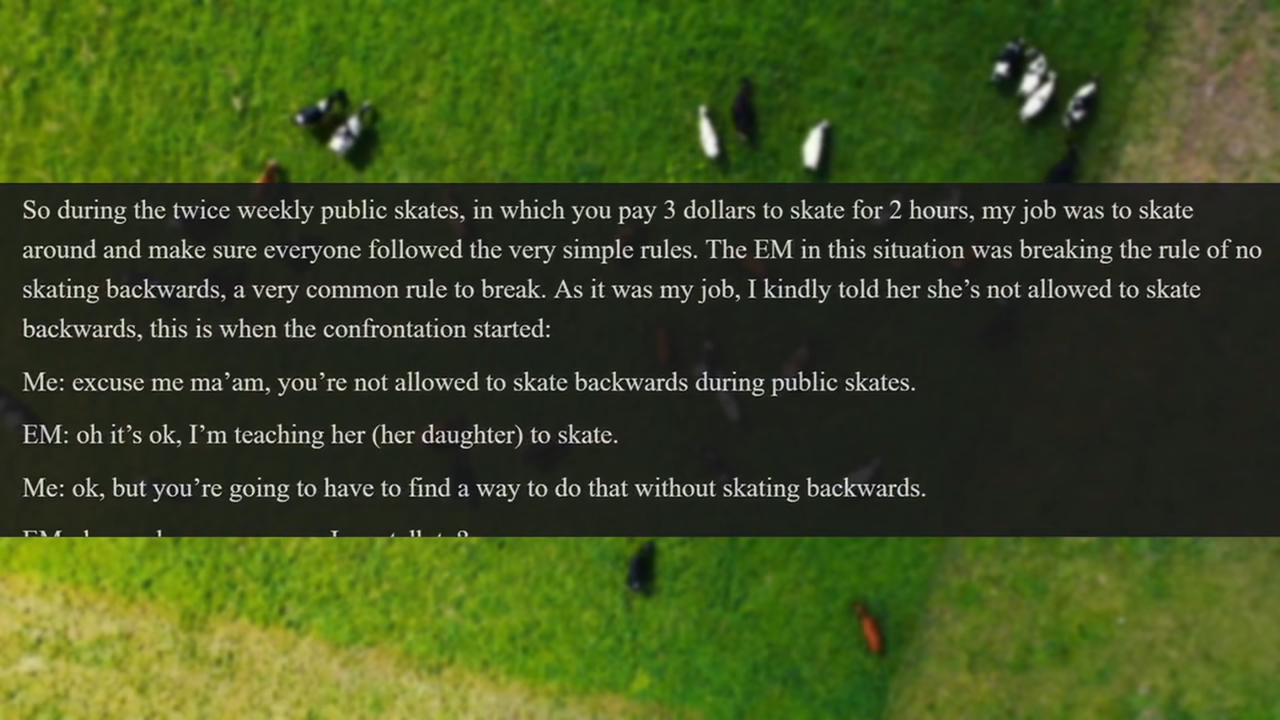 So during the twice weekly public skates, in which you pay 3 dollars to skate for 2 hours, my job was to skate
around and make sure everyone followed the very simple rules. The EM in this situation was breaking the rule of no
skating backwards, a very common rule to break. As it was my job, I kindly told her she’s not allowed to skate
backwards, this is when the confrontation started:
Me: excuse me ma’am, you’re not allowed to skate backwards during public skates.
EM: oh it’s ok, I’m teaching her (her daughter) to skate.
Me: ok, but you’re going to have to find a way to do that without skating backwards.
EM: